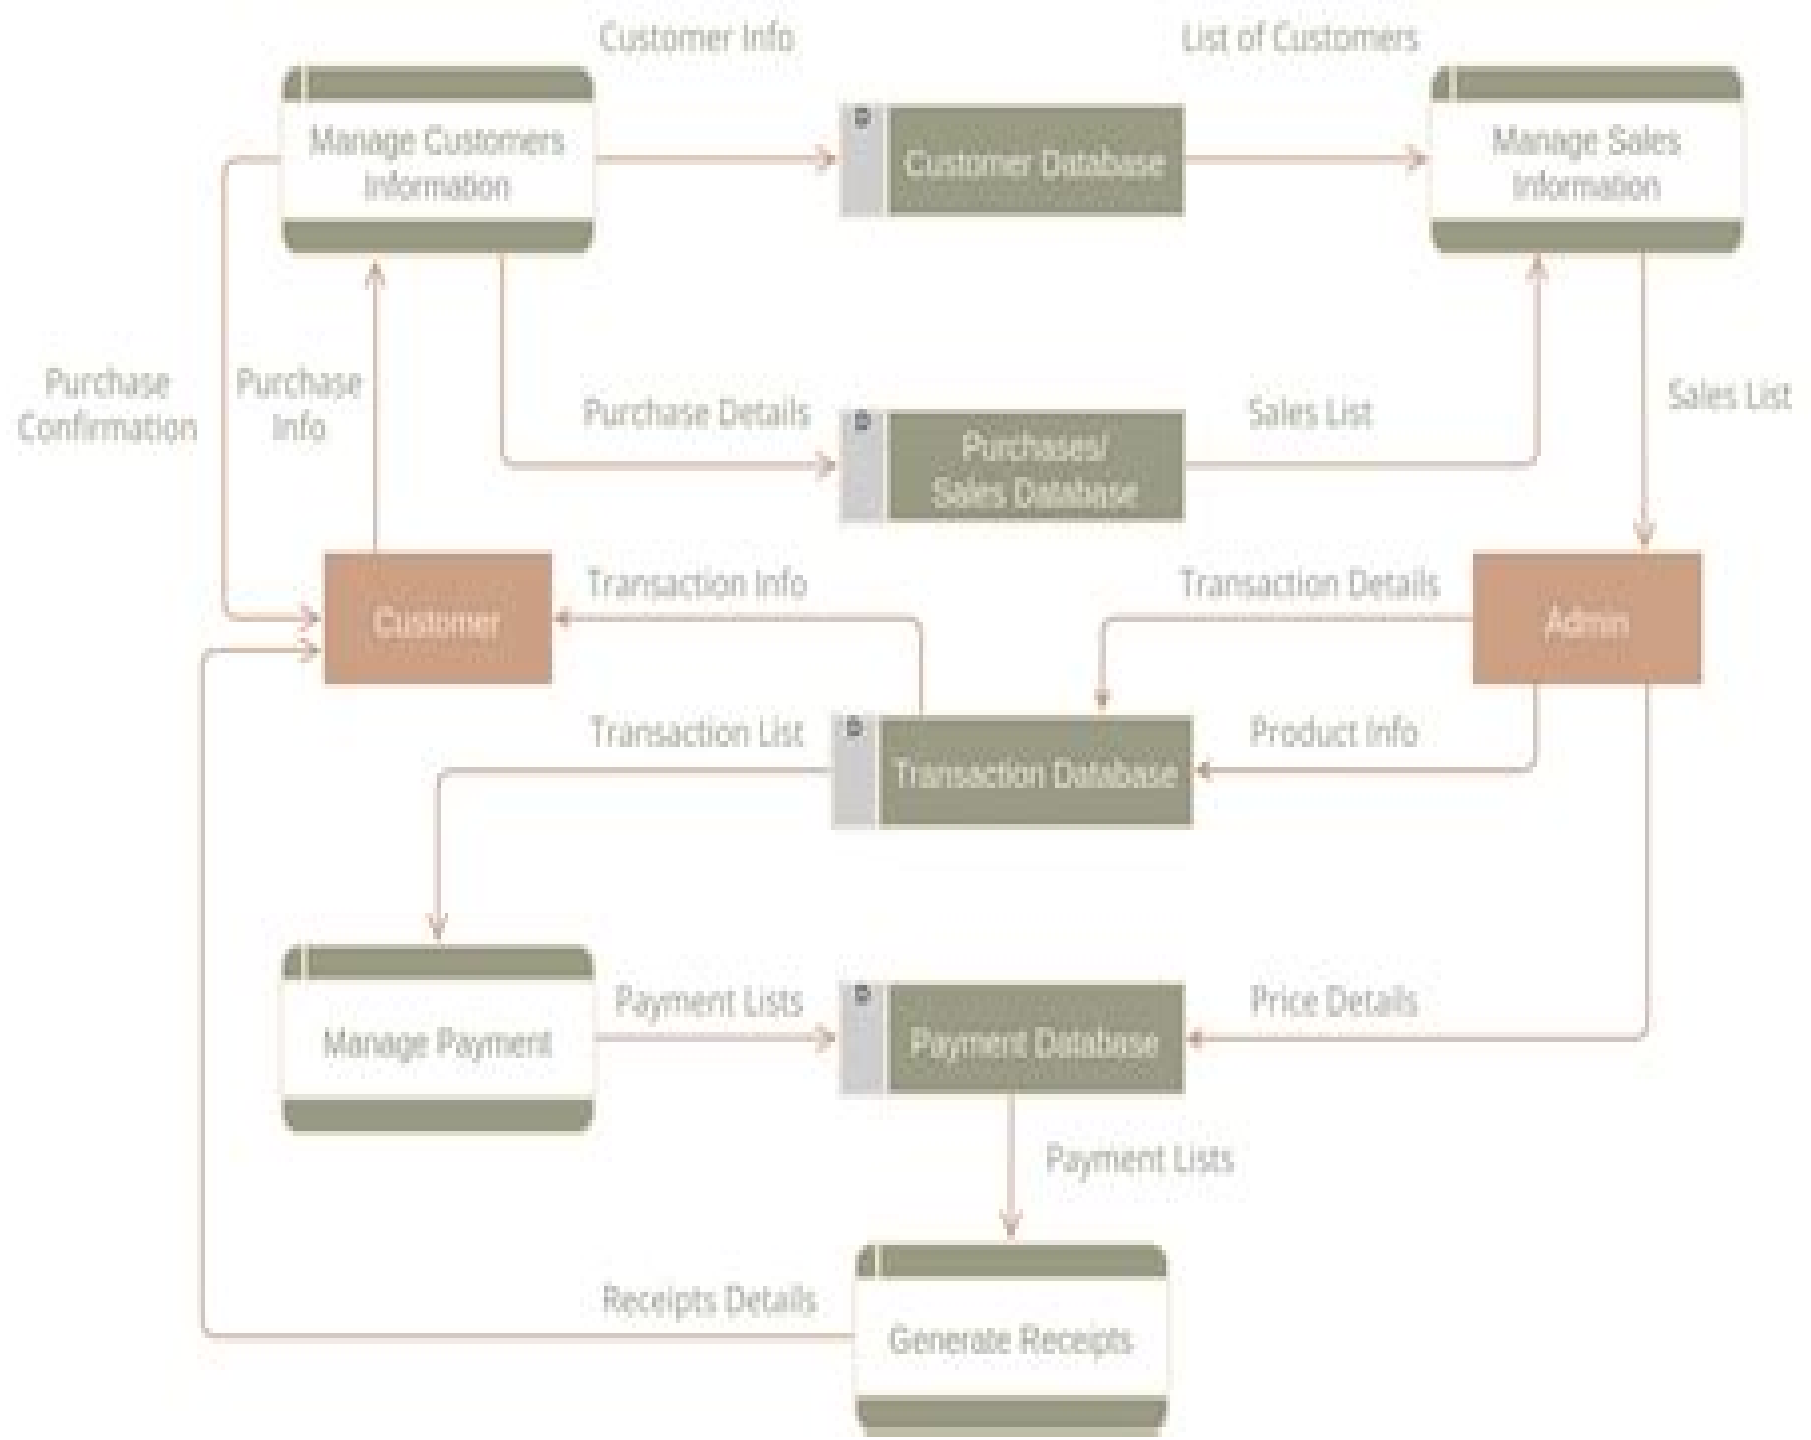 Customer Info
List of Customers
Manage Customers
Information
D
Customer Database
Manage Sales
Information
Purchase
Confirmation
Purchase
Info
Purchase Details
D
Purchases/
Sales Database
Sales List
Sales List
Customer
Transaction Info
Transaction Details
Admin
Transaction List
D
Transaction Database
Product Info
Manage Payment
Payment Lists
D
Payment Database
Price Details
Payment Lists
Receipts Details
Generate Receipts